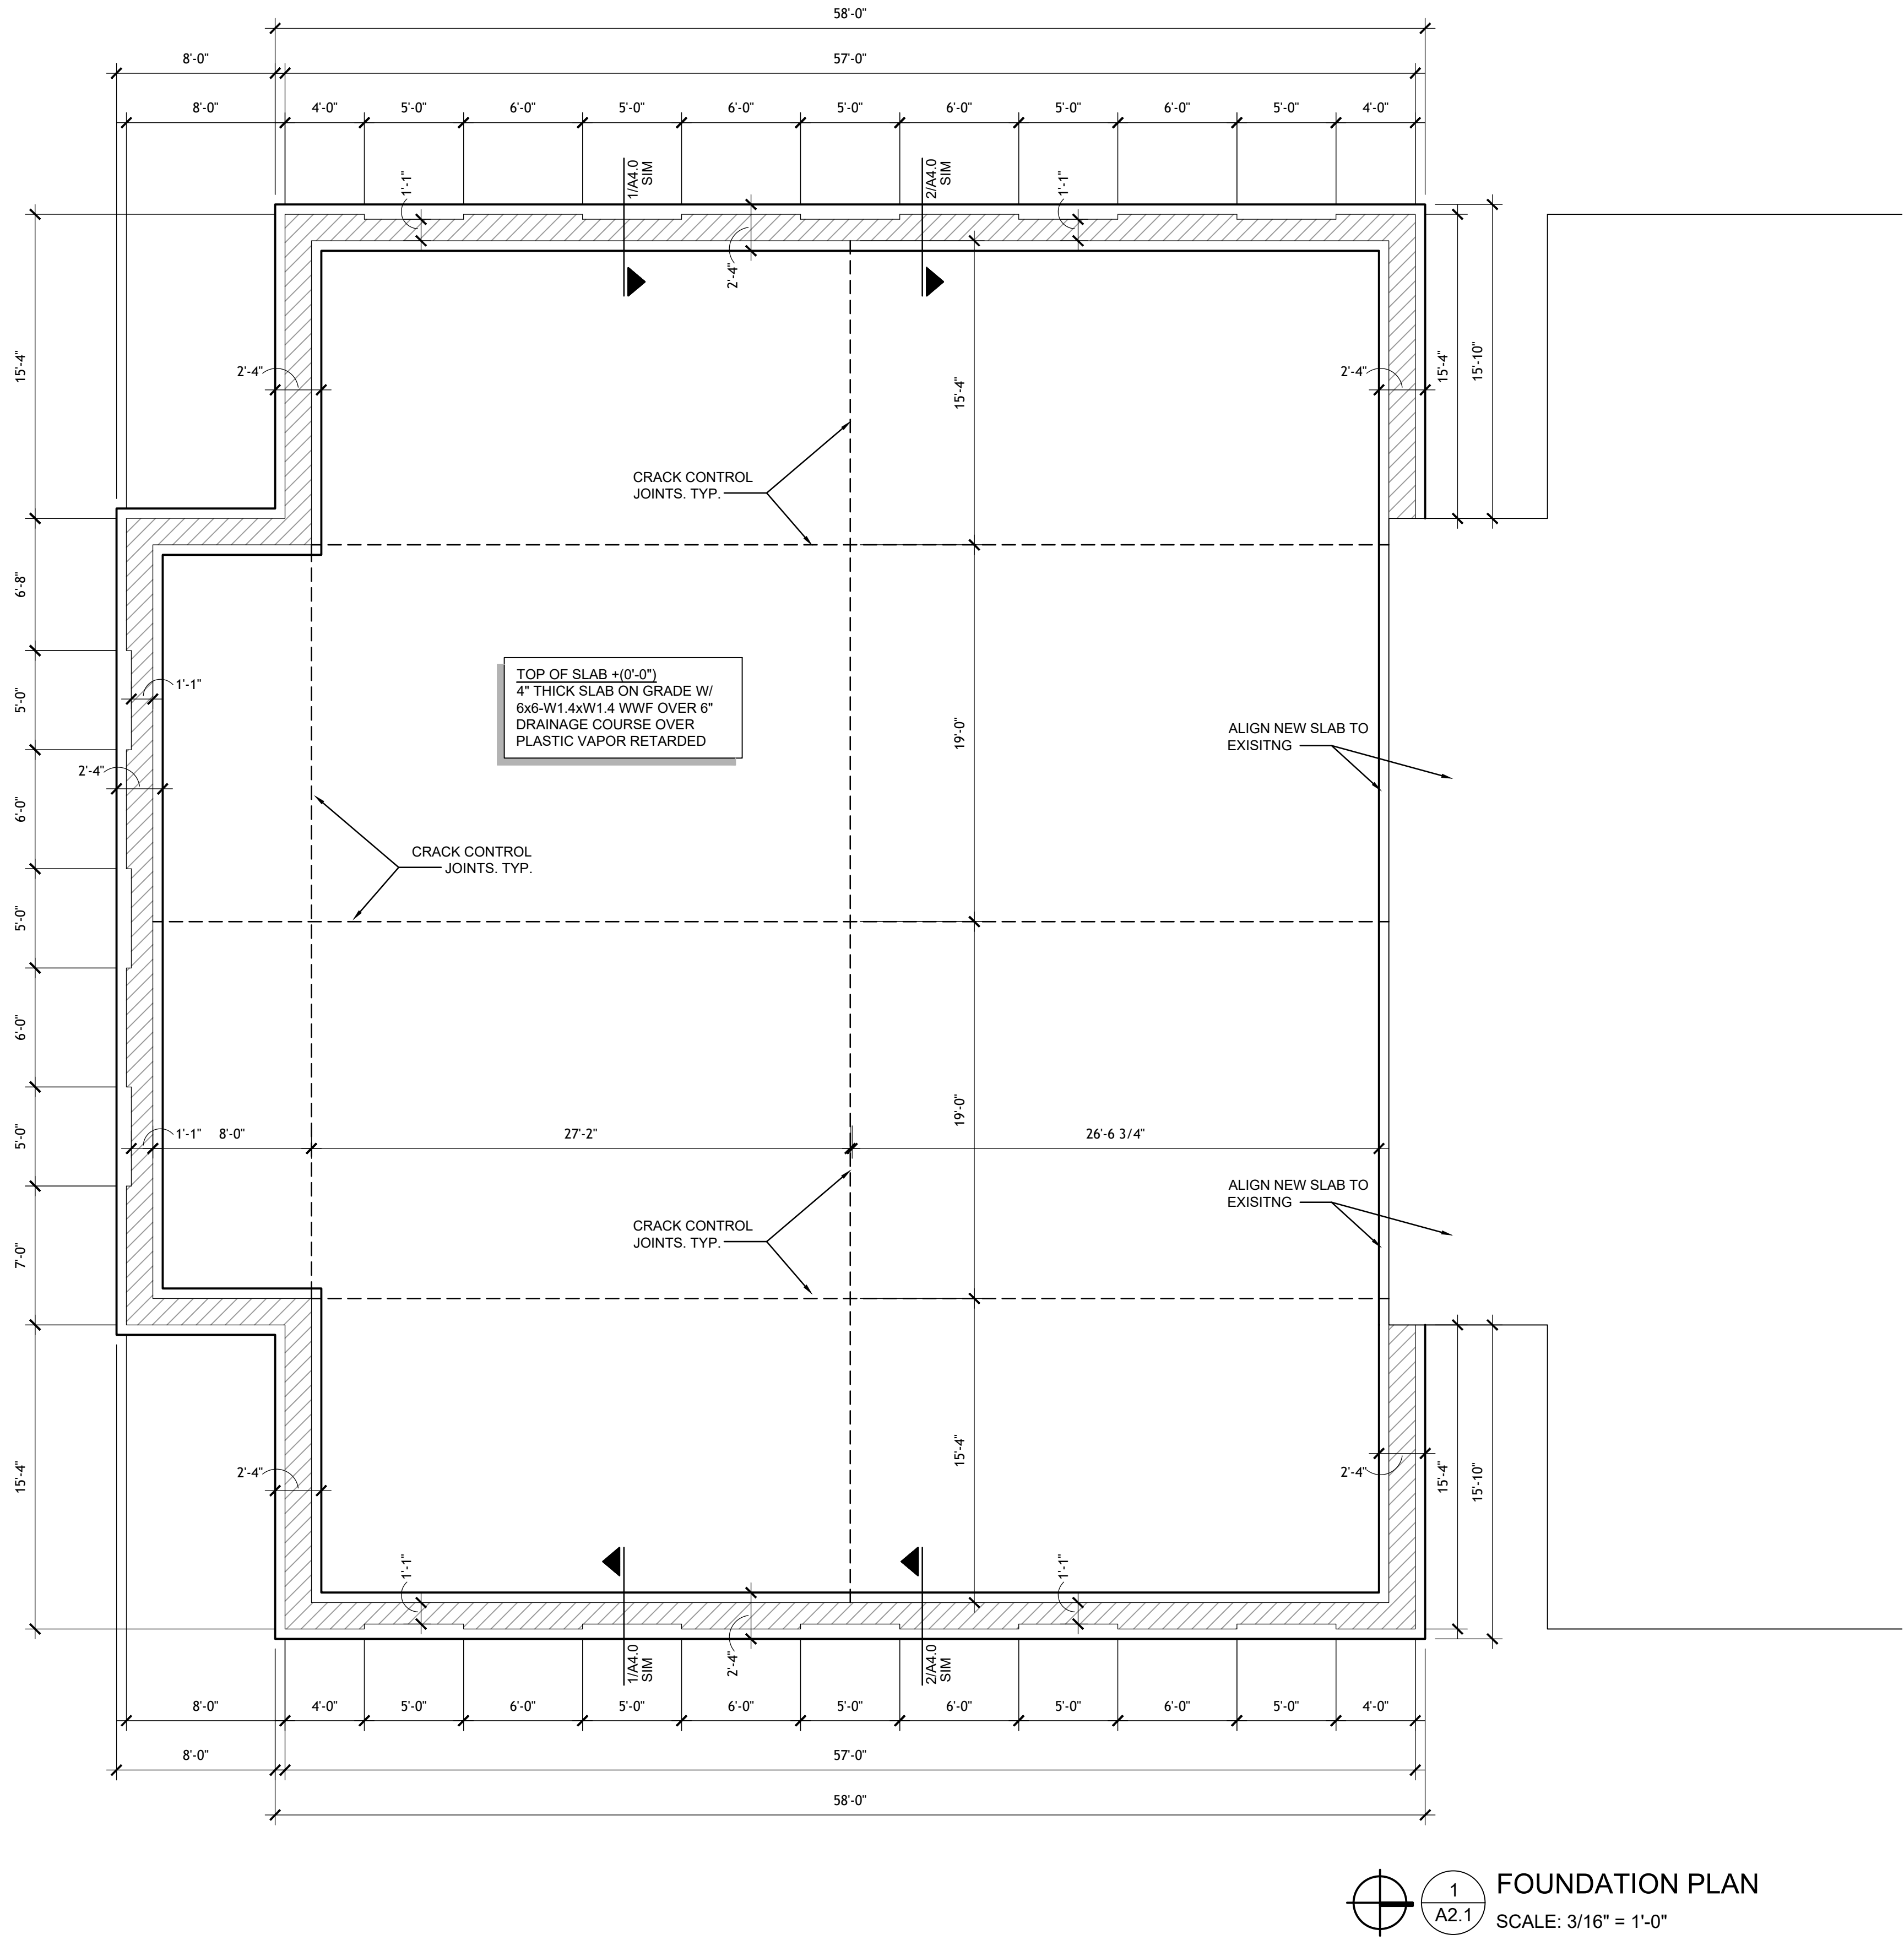 58'-0"
8'-0"
57'-0"
8'-0"
4'-0"
5'-0"
6'-0"
5'-0"
6'-0"
5'-0"
6'-0"
5'-0"
6'-0"
5'-0"
4'-0"
1/A4.0
SIM
2/A4.0
SIM
1'-1"
1'-1"
2'-4"
15'-4"
2'-4"
15'-4"
2'-4"
15'-4"
15'-10"
CRACK CONTROL
JOINTS. TYP.
6'-8"
5'-0"
6'-0"
5'-0"
6'-0"
5'-0"
7'-0"
15'-4"
1'-1"
2'-4"
TOP OF SLAB +(0'-0")
4" THICK SLAB ON GRADE W/
6x6-W1.4xW1.4 WWF OVER 6"
DRAINAGE COURSE OVER
PLASTIC VAPOR RETARDED
19'-0"
ALIGN NEW SLAB TO
EXISITNG
CRACK CONTROL
JOINTS. TYP.
19'-0"
1'-1"
8'-0"
27'-2"
26'-6 3/4"
ALIGN NEW SLAB TO
EXISITNG
CRACK CONTROL
JOINTS. TYP.
15'-4"
2'-4"
2'-4"
15'-4"
15'-10"
1'-1"
1'-1"
2'-4"
1/A4.0
SIM
2/A4.0
SIM
8'-0"
4'-0"
5'-0"
6'-0"
5'-0"
6'-0"
5'-0"
6'-0"
5'-0"
6'-0"
5'-0"
4'-0"
8'-0"
57'-0"
58'-0"
1
A2.1
FOUNDATION PLAN
SCALE: 3/16" = 1'-0"